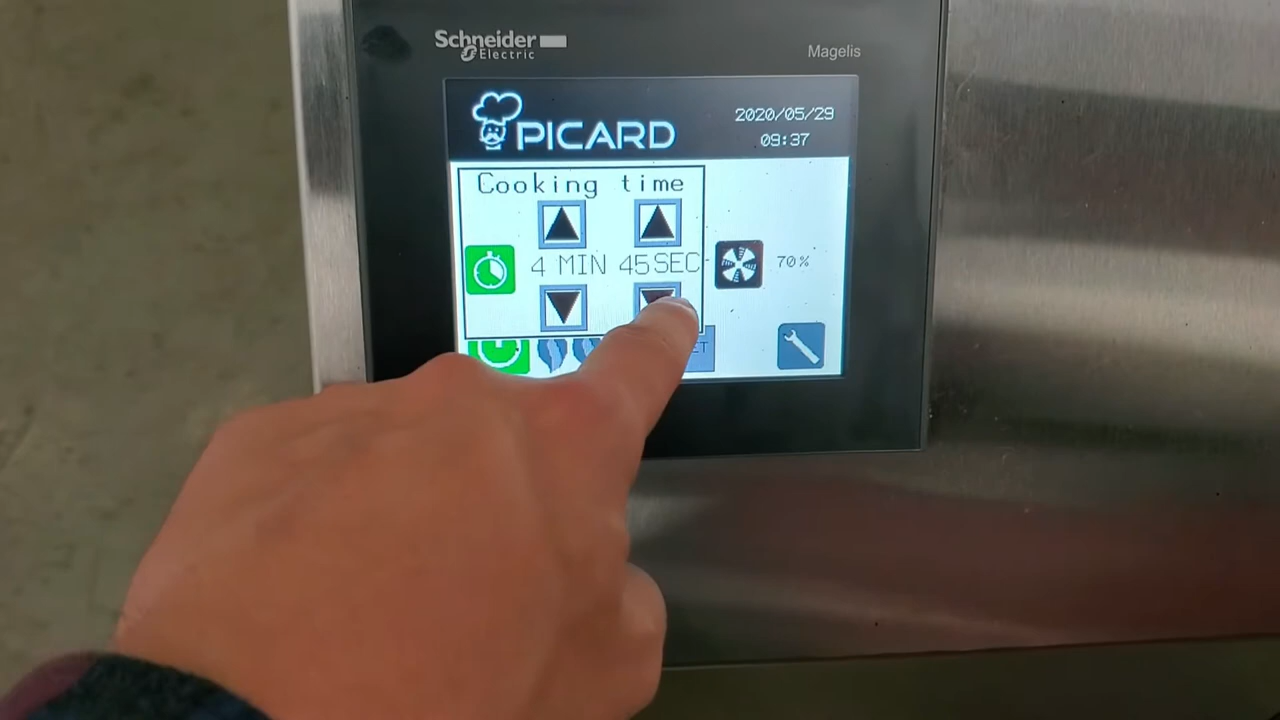 Schneider
Electric
Magelis
PICARD
2020/05/29
09:37
Cooking time
4 MIN 45 SEC
70%